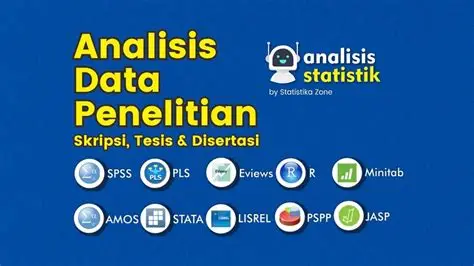 Analisis
Data
Penelitian
Skripsi, Tesis & Disertasi
analisis
statistik
by Statistika Zone
SPSS PLS Eviews R Minitab
AMOS STATA LISREL PSPP JASP